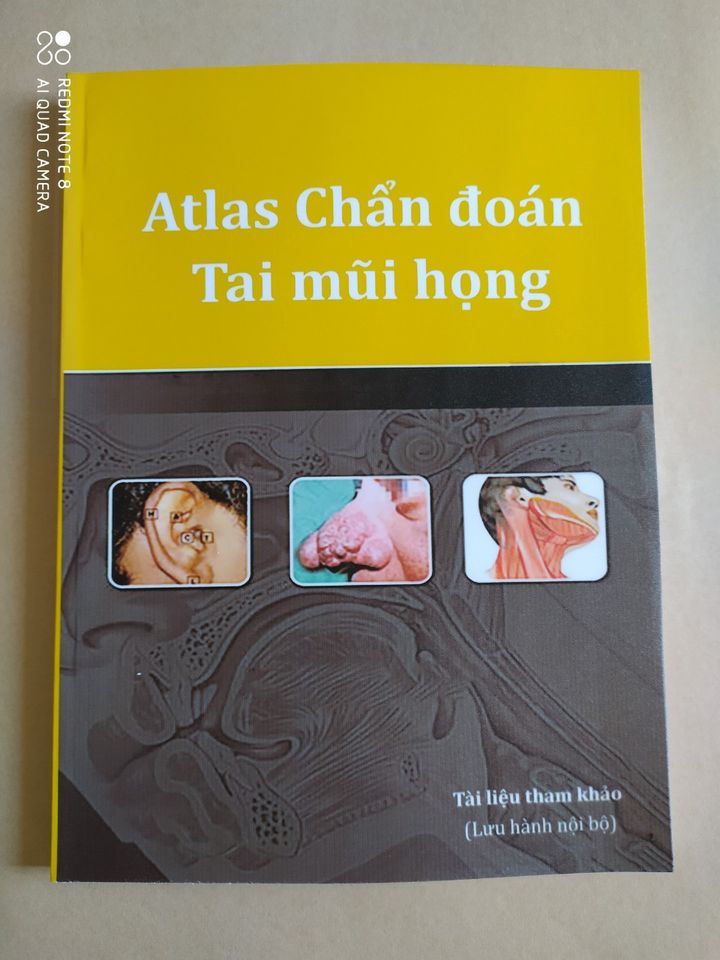 Atlas Chẩn đoán
Tai mũi họng
H
A
C T
L
Tài liệu tham khảo
(Lưu hành nội bộ)
REDMI NOTE 8
AI QUAD CAMERA